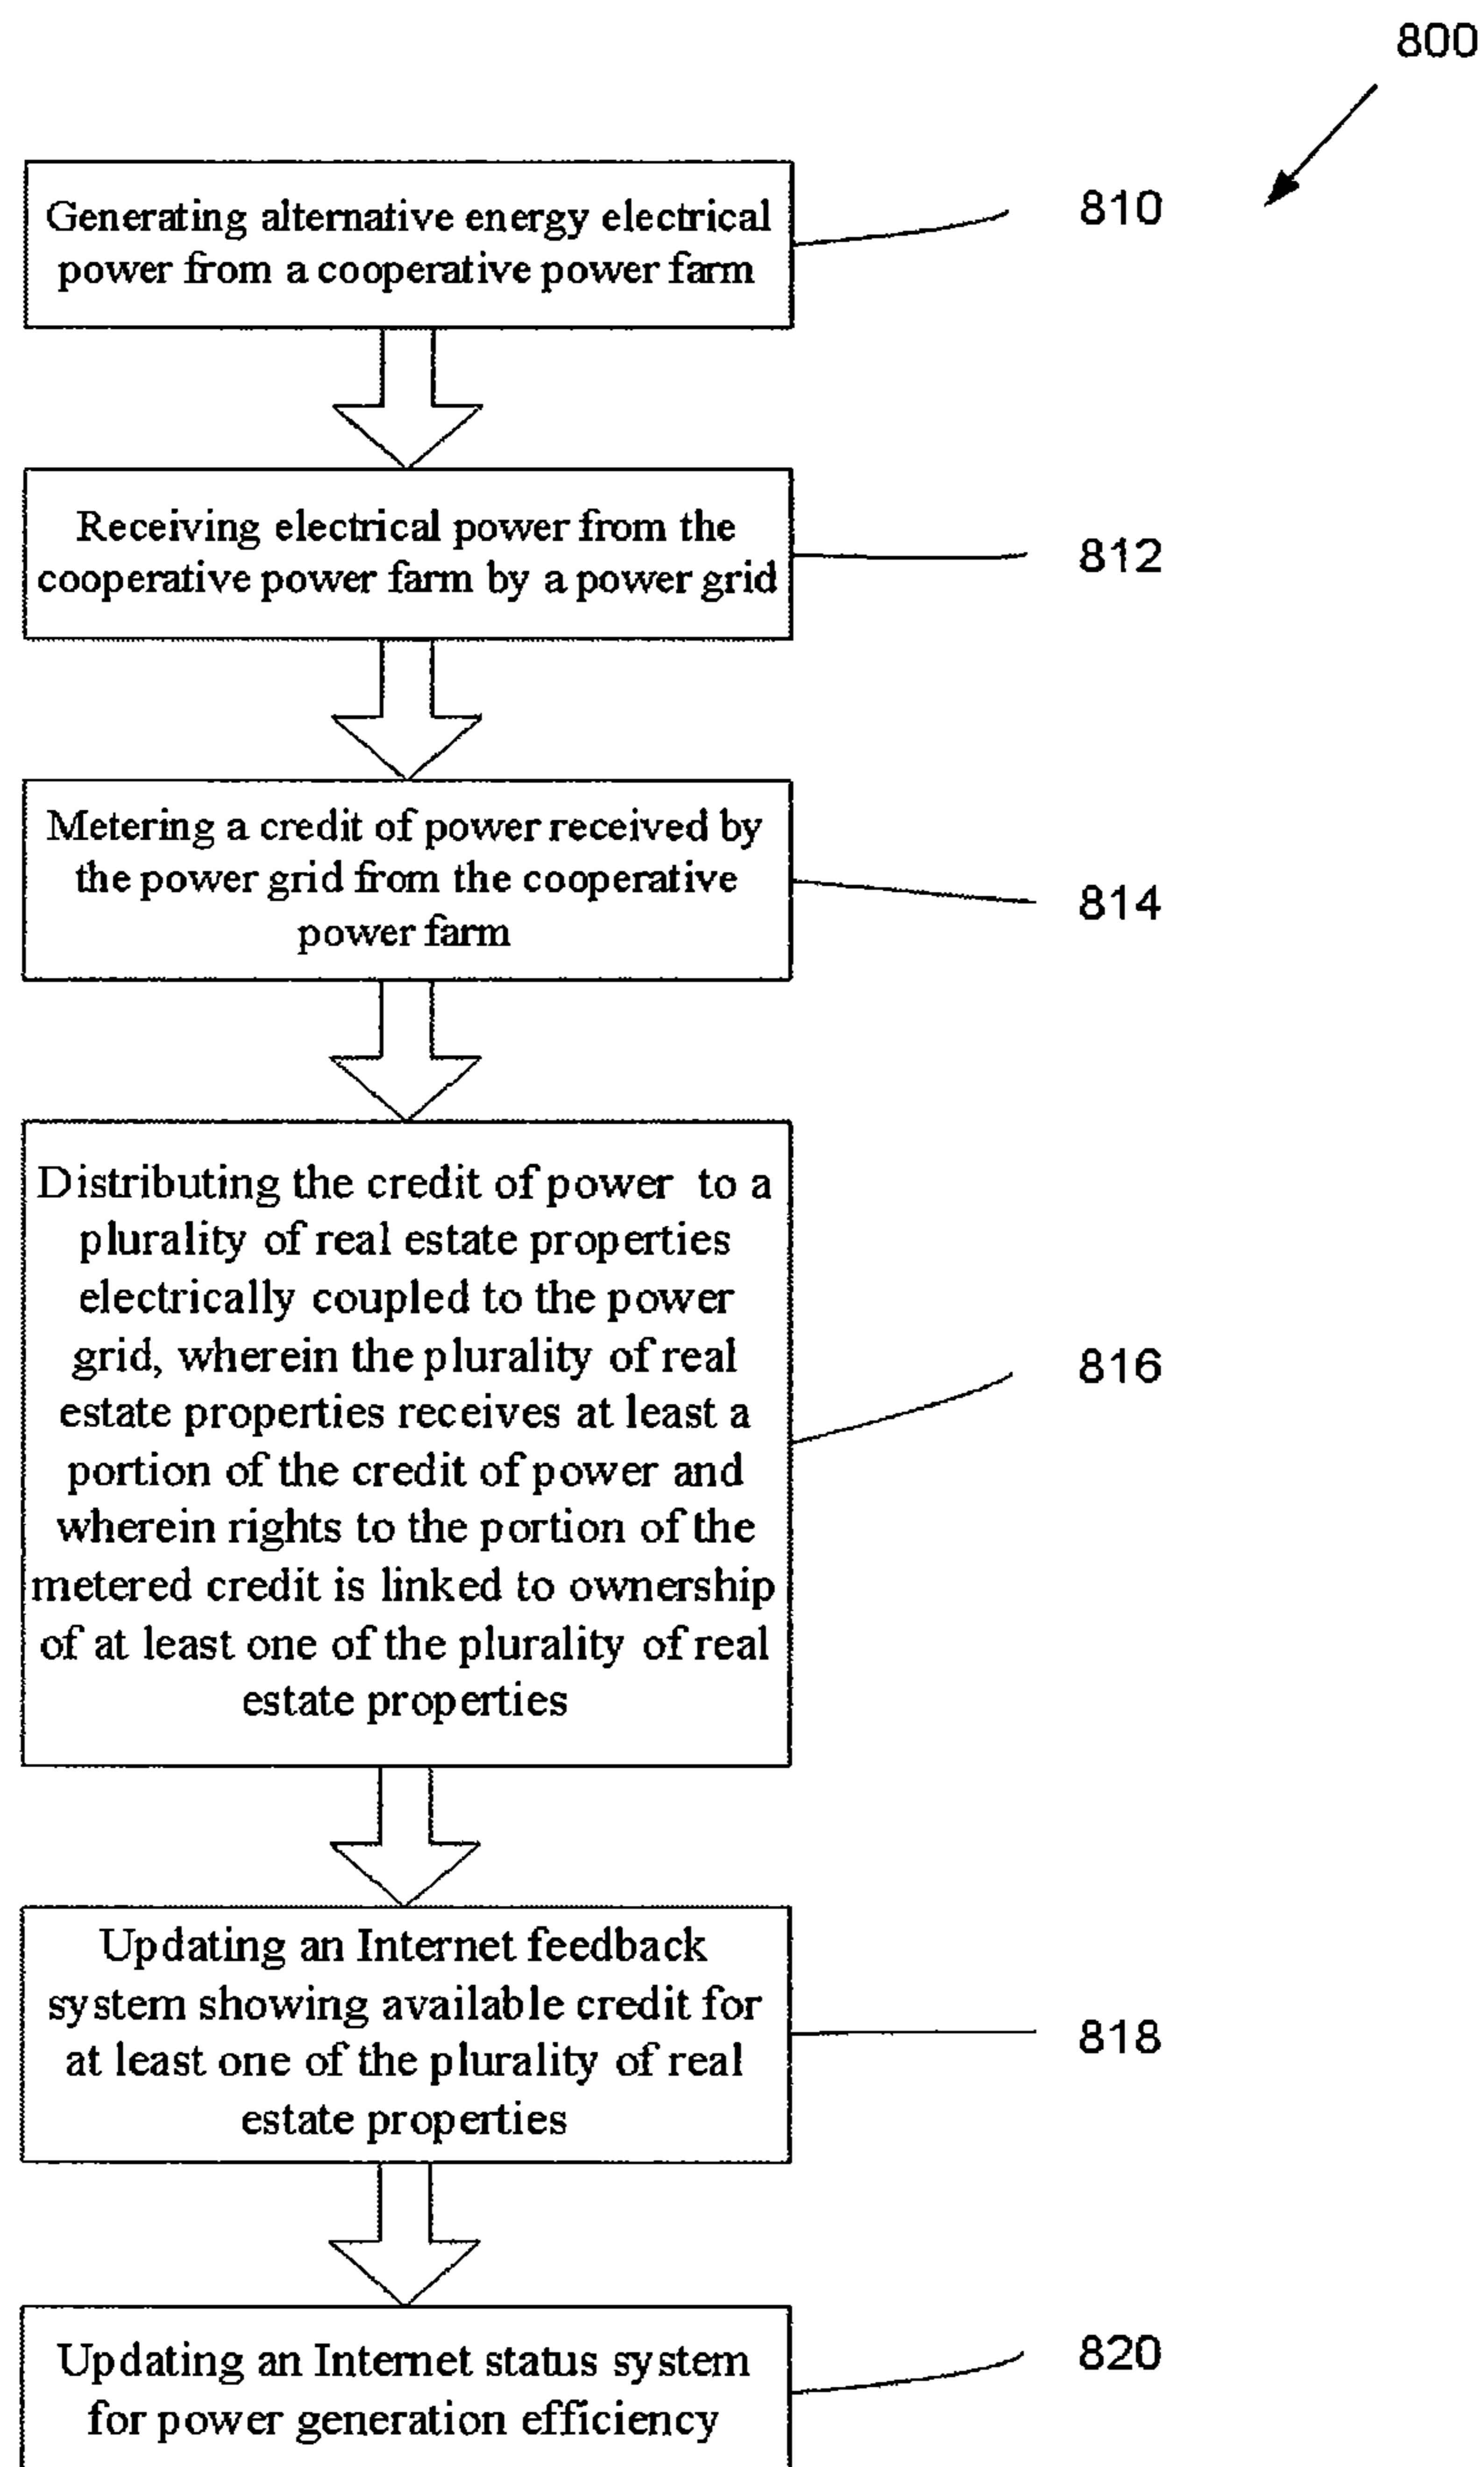 800
Generating alternative energy electrical
power from a cooperative power farm
810
Receiving electrical power from the
cooperative power farm by a power grid
812
Metering a credit of power received by
the power grid from the cooperative
power farm
814
Distributing the credit of power to a
plurality of real estate properties
electrically coupled to the power
grid, wherein the plurality of real
estate properties receives at least a
portion of the credit of power and
wherein rights to the portion of the
metered credit is linked to ownership
of at least one of the plurality of real
estate properties
816
Updating an Internet feedback
system showing available credit for
at least one of the plurality of real
estate properties
818
Updating an Internet status system
for power generation efficiency
820